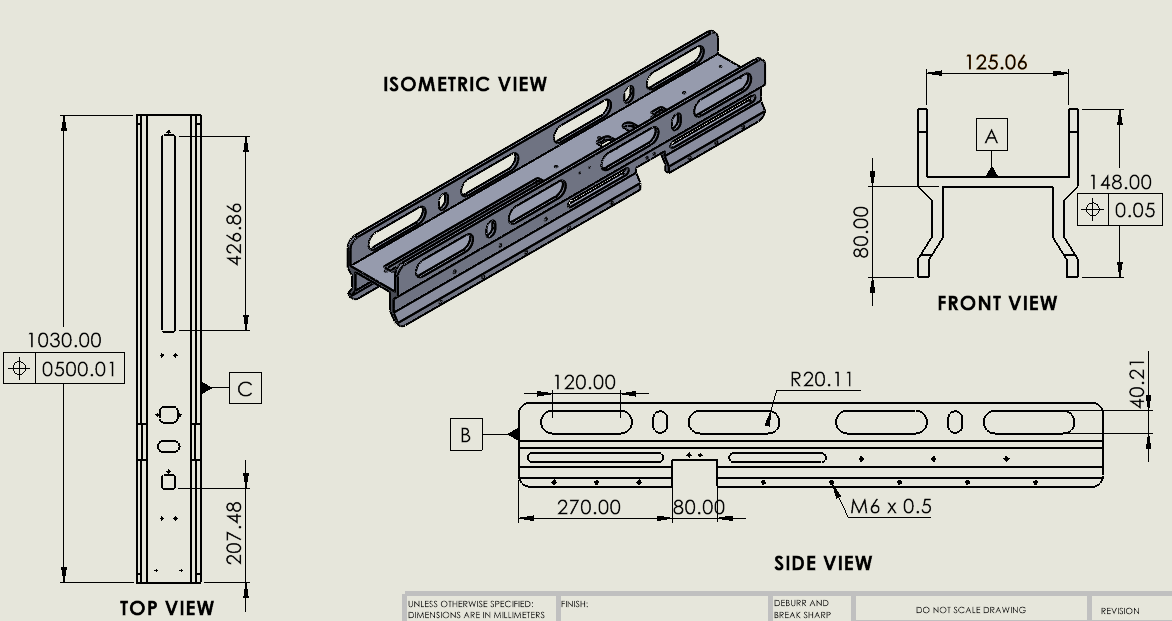 ISOMETRIC VIEW
125.06
A
148.00
0.05
80.00
FRONT VIEW
426.86
1030.00
0500.01
C
207.48
TOP VIEW
120.00
R20.11
40.21
B
270.00
80.00
M6 x 0.5
SIDE VIEW
UNLESS OTHERWISE SPECIFIED:
DIMENSIONS ARE IN MILLIMETERS
FINISH:
DEBURR AND
BREAK SHARP
DO NOT SCALE DRAWING
REVISION